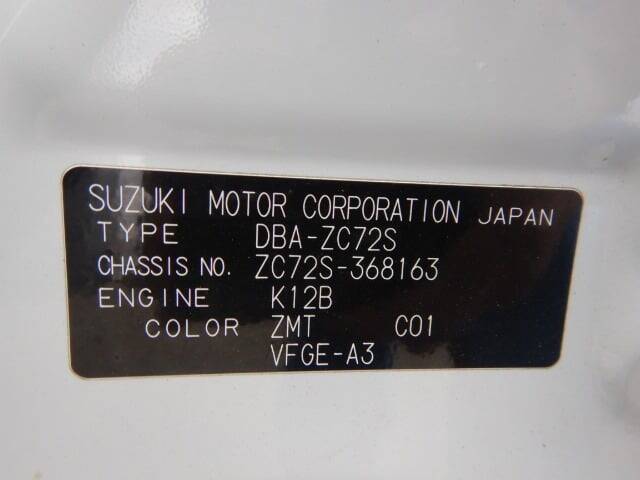 SUZUKI MOTOR CORPORATION JAPAN
TYPE DBA-ZC72S
CHASSIS NO. ZC72S-368163
ENGINE K12B
COLOR ZMT C01
VFGE-A3